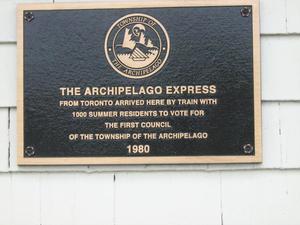 TOWNSHIP OF
THE ARCHIPELAGO
THE ARCHIPELAGO EXPRESS
FROM TORONTO ARRIVED HERE BY TRAIN WITH
1000 SUMMER RESIDENTS TO VOTE FOR
THE FIRST COUNCIL
OF THE TOWNSHIP OF THE ARCHIPELAGO
1980